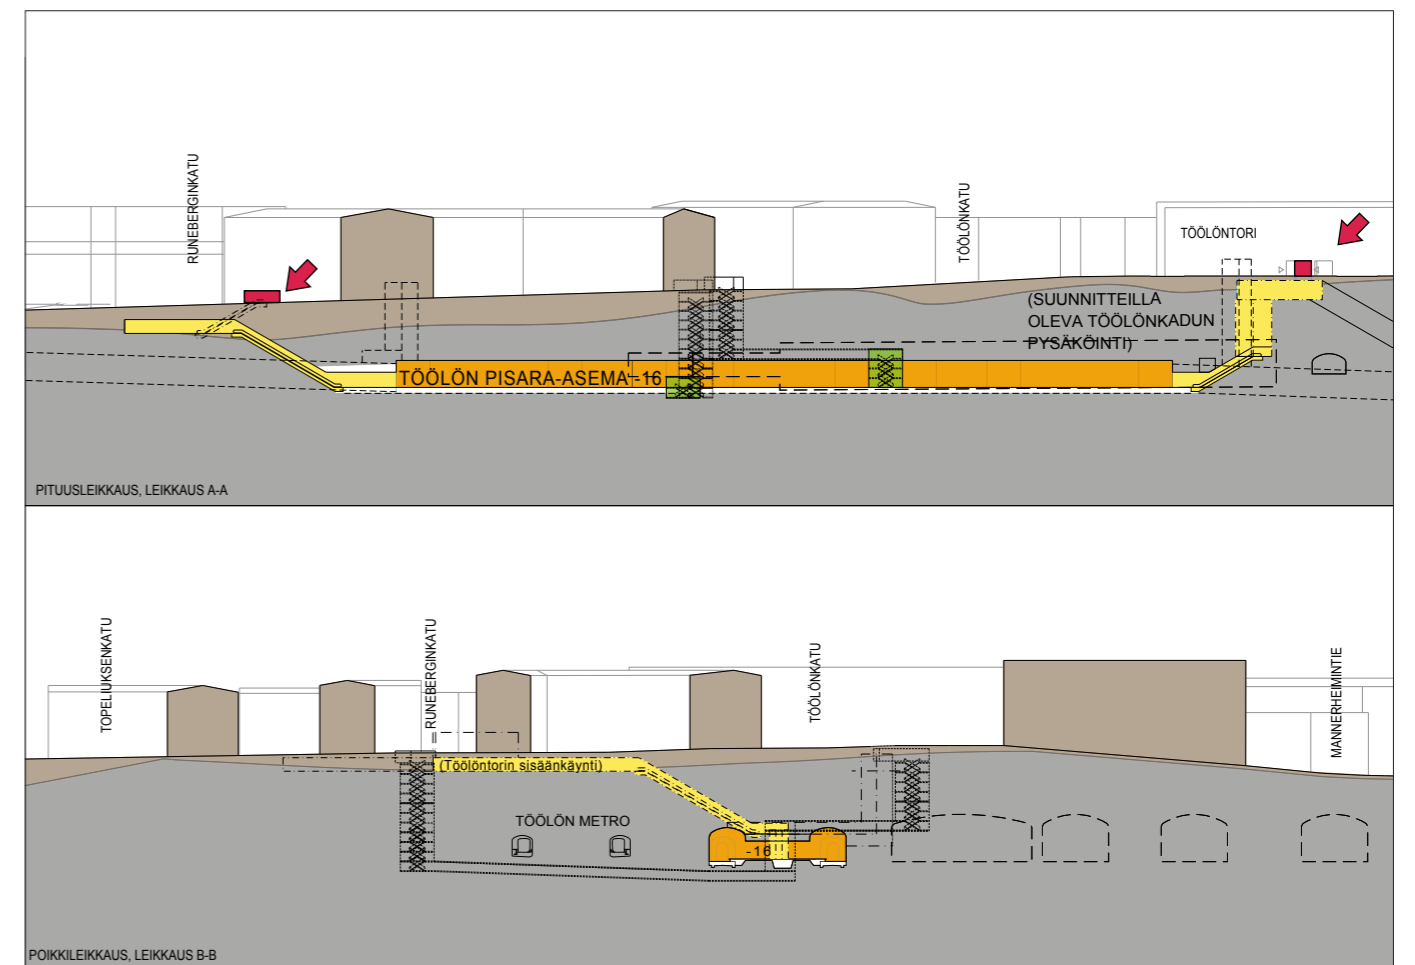 RUNEBERGINKATU
TÖÖLÖNKATU
TÖÖLÖNTORI
(SUUNNITTEILLA
OLEVA TÖÖLÖNKADUN
PYSÄKÖINTI)
TÖÖLÖN PISARA-ASEMA -16
PITUUSLEIKKAUS, LEIKKAUS A-A
TOPELIUKSENKATU
RUNEBERGINKATU
TÖÖLÖNKATU
MANNERHEIMINTIE
(Töölöntorin sisäänkäynti)
TÖÖLÖN METRO
-16
POIKKILEIKKAUS, LEIKKAUS B-B